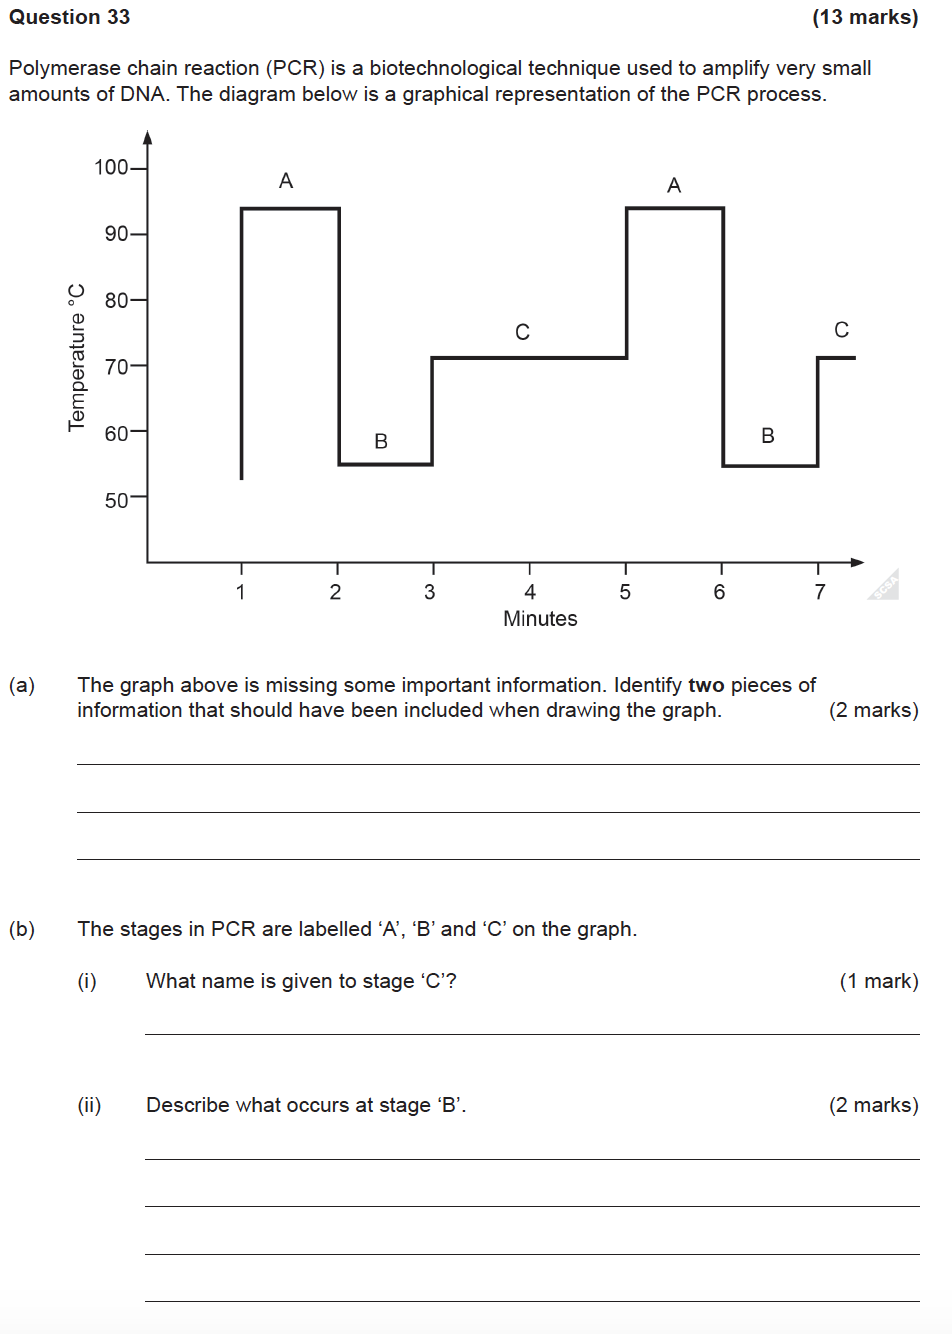 Question 33 (13 marks)
Polymerase chain reaction (PCR) is a biotechnological technique used to amplify very small
amounts of DNA. The diagram below is a graphical representation of the PCR process.
100
A
A
90
80
C
C
70
60
B
B
50
Temperature °C
1 2 3 4 5 6 7
SCSA
Minutes
(a) The graph above is missing some important information. Identify two pieces of
information that should have been included when drawing the graph. (2 marks)
(b) The stages in PCR are labelled ‘A’, ‘B’ and ‘C’ on the graph.
(i) What name is given to stage ‘C’? (1 mark)
(ii) Describe what occurs at stage ‘B’. (2 marks)